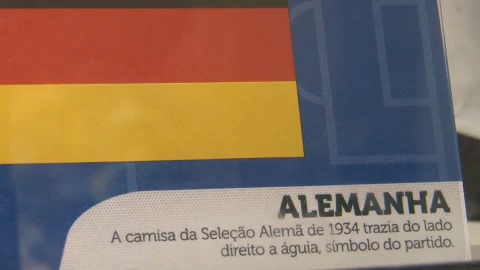 ALEMANHA
A camisa da Seleção Alemã de 1934 trazia do lado
direito a águia, símbolo do partido.